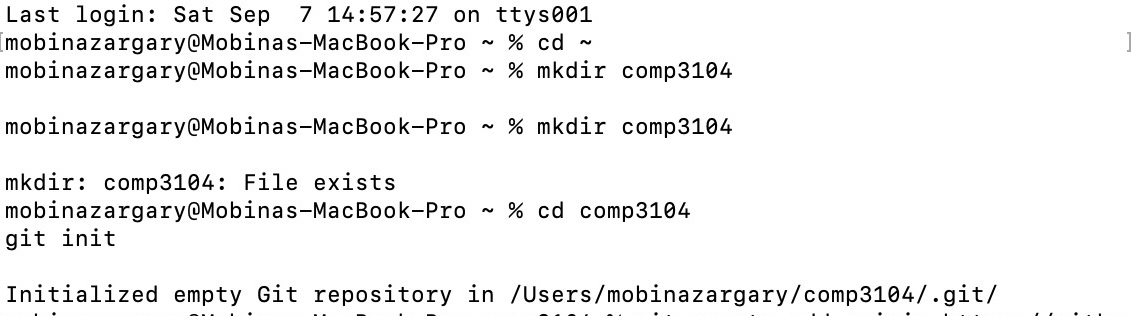 Last login: Sat Sep  7 14:57:27 on ttys001
[mobinazargary@Mobinas-MacBook-Pro ~ % cd ~ ]
mobinazargary@Mobinas-MacBook-Pro ~ % mkdir comp3104
mobinazargary@Mobinas-MacBook-Pro ~ % mkdir comp3104
mkdir: comp3104: File exists
mobinazargary@Mobinas-MacBook-Pro ~ % cd comp3104
git init
Initialized empty Git repository in /Users/mobinazargary/comp3104/.git/